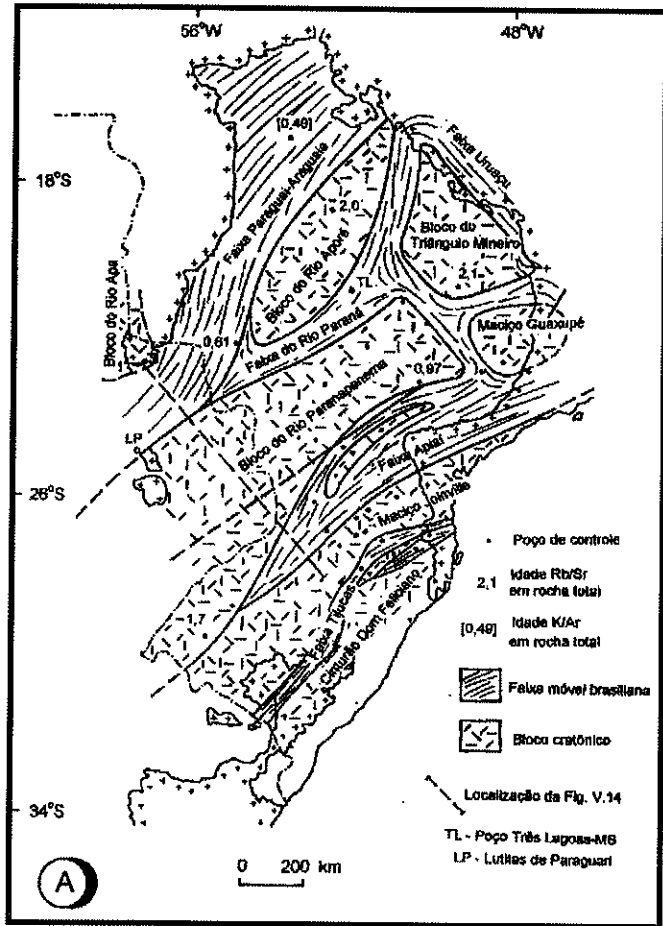 56°W
48°W
18°S
26°S
34°S
[0,49]
Faixa Paraguai-Araguaia
Faixa Uruaçu
2,0
Bloco do Rio Aporé
Bloco do
Triângulo Mineiro
2,1
TL
Bloco do Rio Apa
0,61
Faixa do Rio Paraná
Maciço Guaxupé
0,97
Bloco do Rio Paranapanema
LP
Faixa Apiaí
Maciço Joinville
1,7
Faixa Tijucas
Cinturão Dom Feliciano
Poço de controle
2,1
Idade Rb/Sr
em rocha total
[0,49]
Idade K/Ar
em rocha total
Faixa móvel brasiliana
Bloco cratônico
Localização da Fig. V.14
TL - Poço Três Lagoas-MS
LP - Lutitas de Paraguari
0 200 km
A